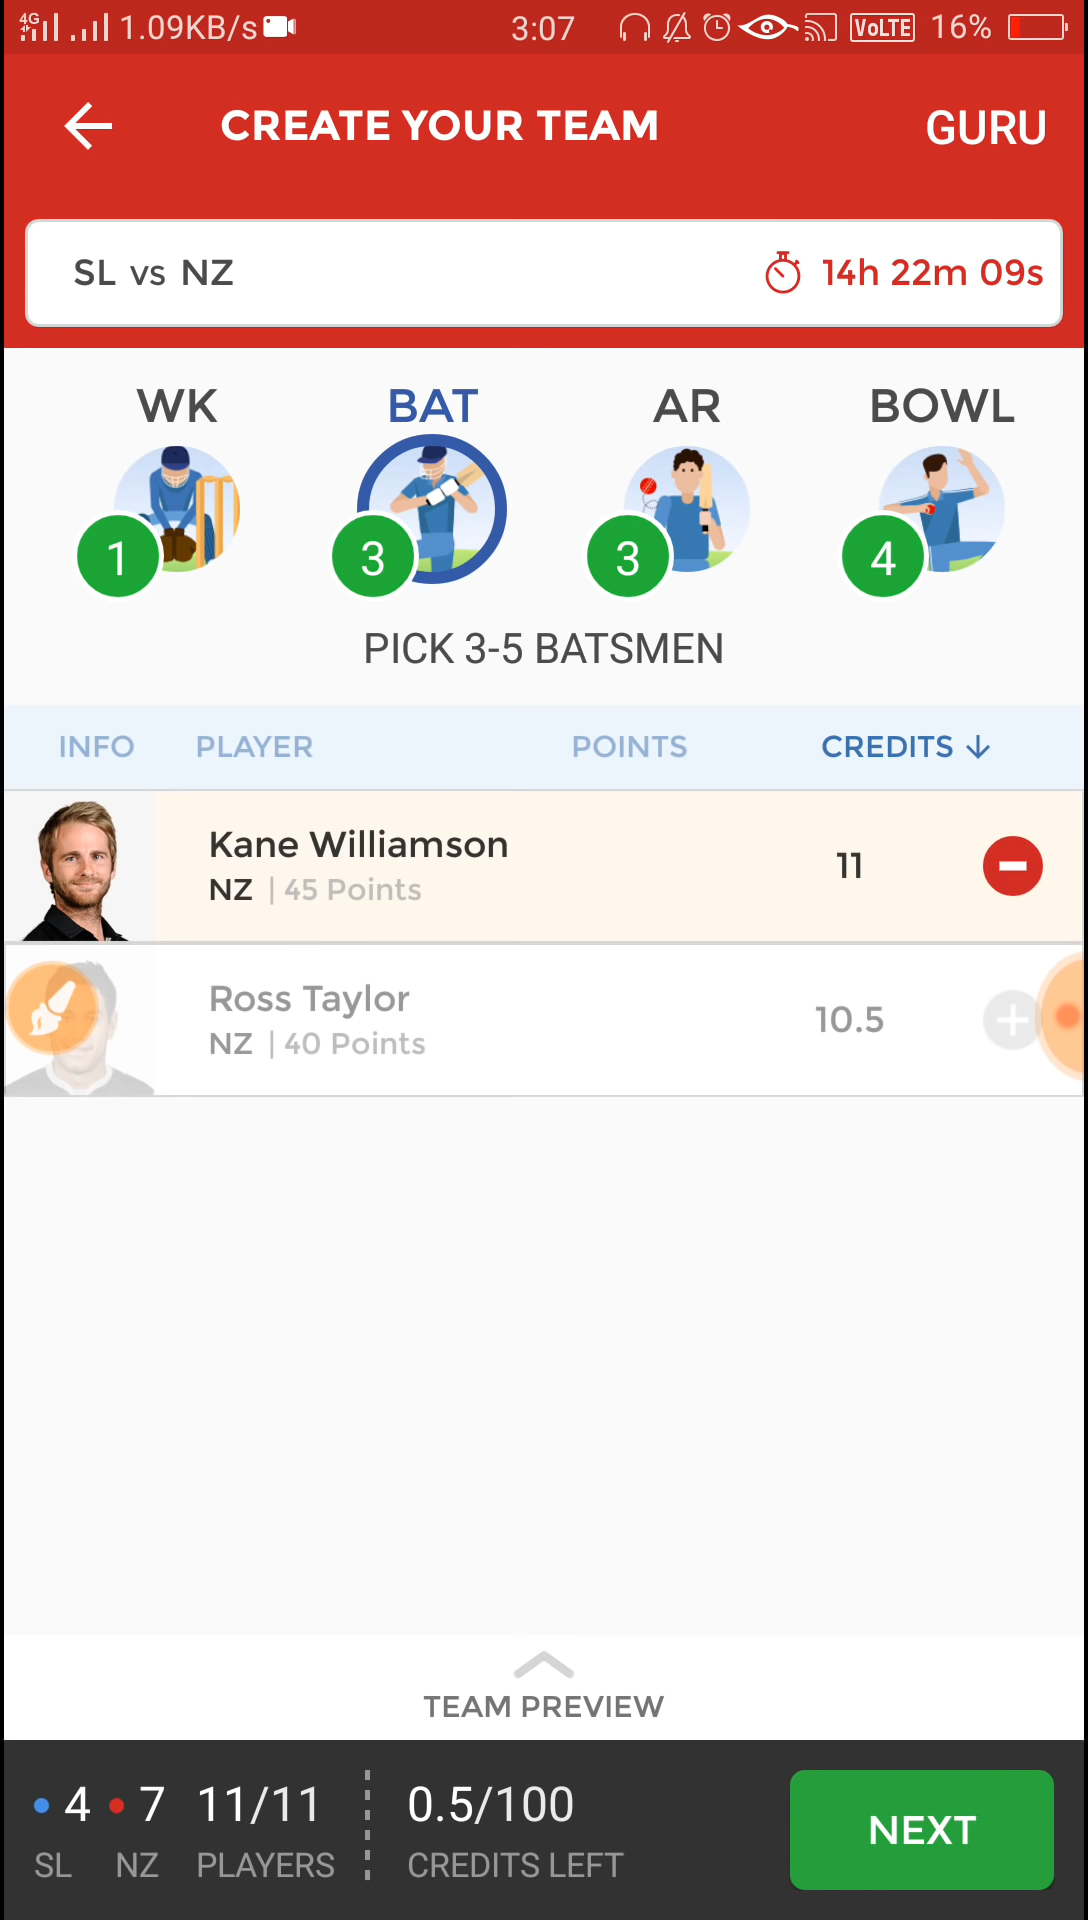 4G 1.09KB/s 3:07 VoLTE 16%
CREATE YOUR TEAM GURU
SL vs NZ 14h 22m 09s
WK BAT AR BOWL
1 3 3 4
PICK 3-5 BATSMEN
INFO PLAYER POINTS CREDITS ↓
Kane Williamson
NZ | 45 Points 11
Ross Taylor
NZ | 40 Points 10.5
TEAM PREVIEW
4 7 11/11 0.5/100
SL NZ PLAYERS CREDITS LEFT
NEXT